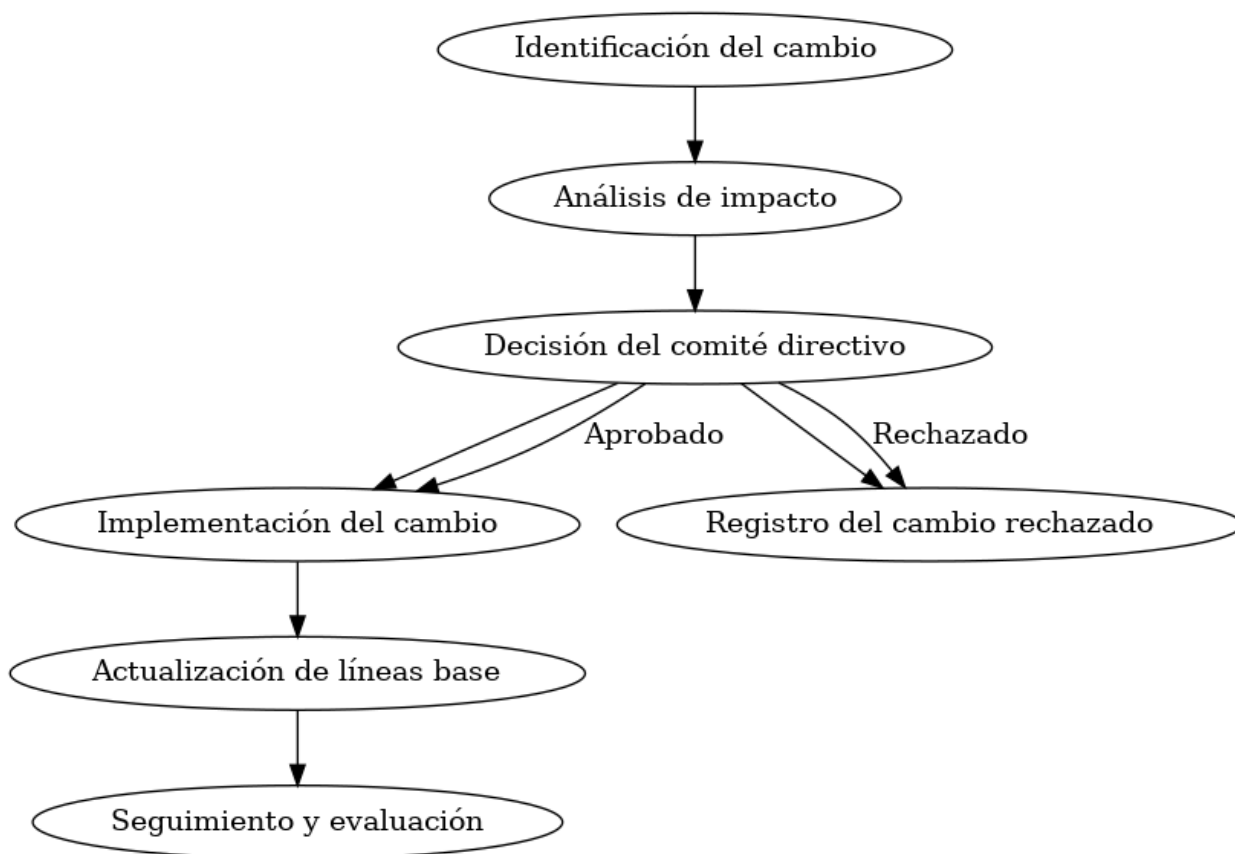 Identificación del cambio
Análisis de impacto
Decisión del comité directivo
Aprobado
Rechazado
Implementación del cambio
Registro del cambio rechazado
Actualización de líneas base
Seguimiento y evaluación